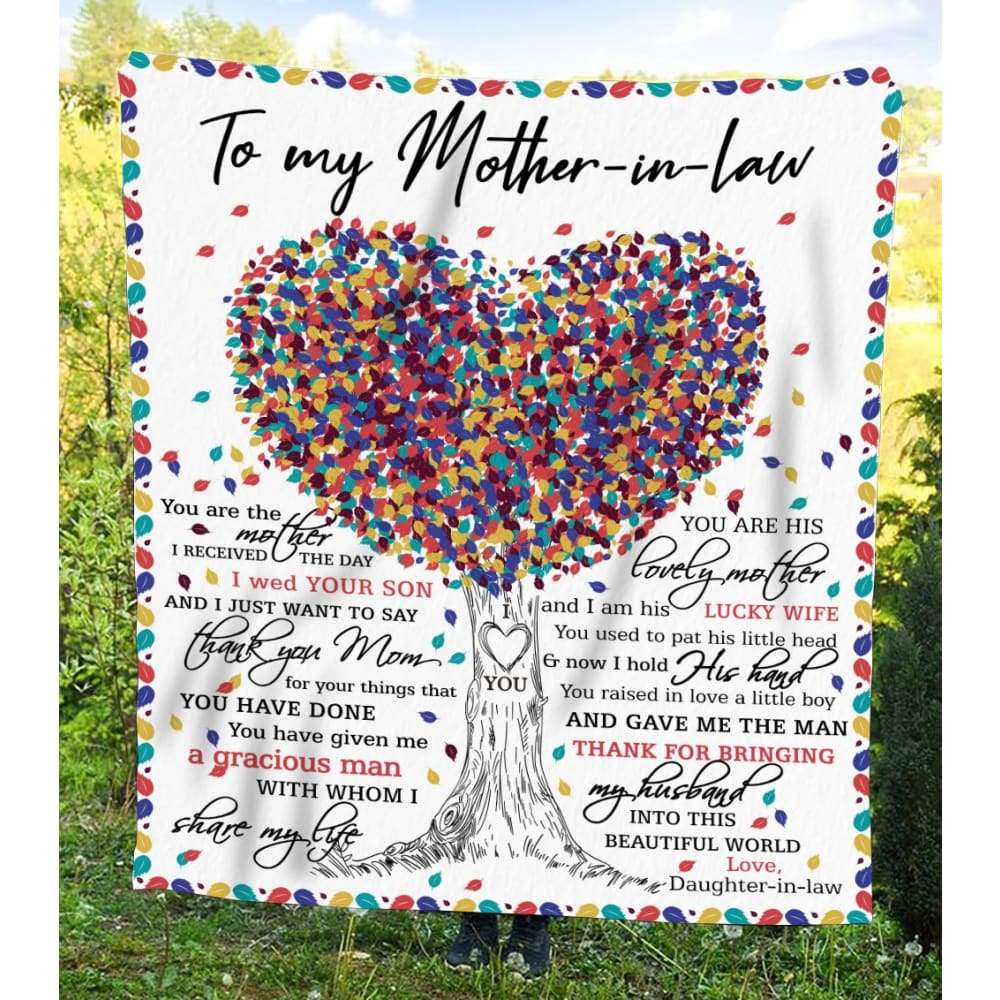 To my Mother-in-law
You are the
mother
I RECEIVED THE DAY
I wed YOUR SON
AND I JUST WANT TO SAY
thank you Mom
for your things that
YOU HAVE DONE
You have given me
a gracious man
WITH WHOM I
share my life
I
YOU
YOU ARE HIS
lovely mother
and I am his LUCKY WIFE
You used to pat his little head
& now I hold His hand
You raised in love a little boy
AND GAVE ME THE MAN
THANK FOR BRINGING
my husband
INTO THIS
BEAUTIFUL WORLD
Love,
Daughter-in-law